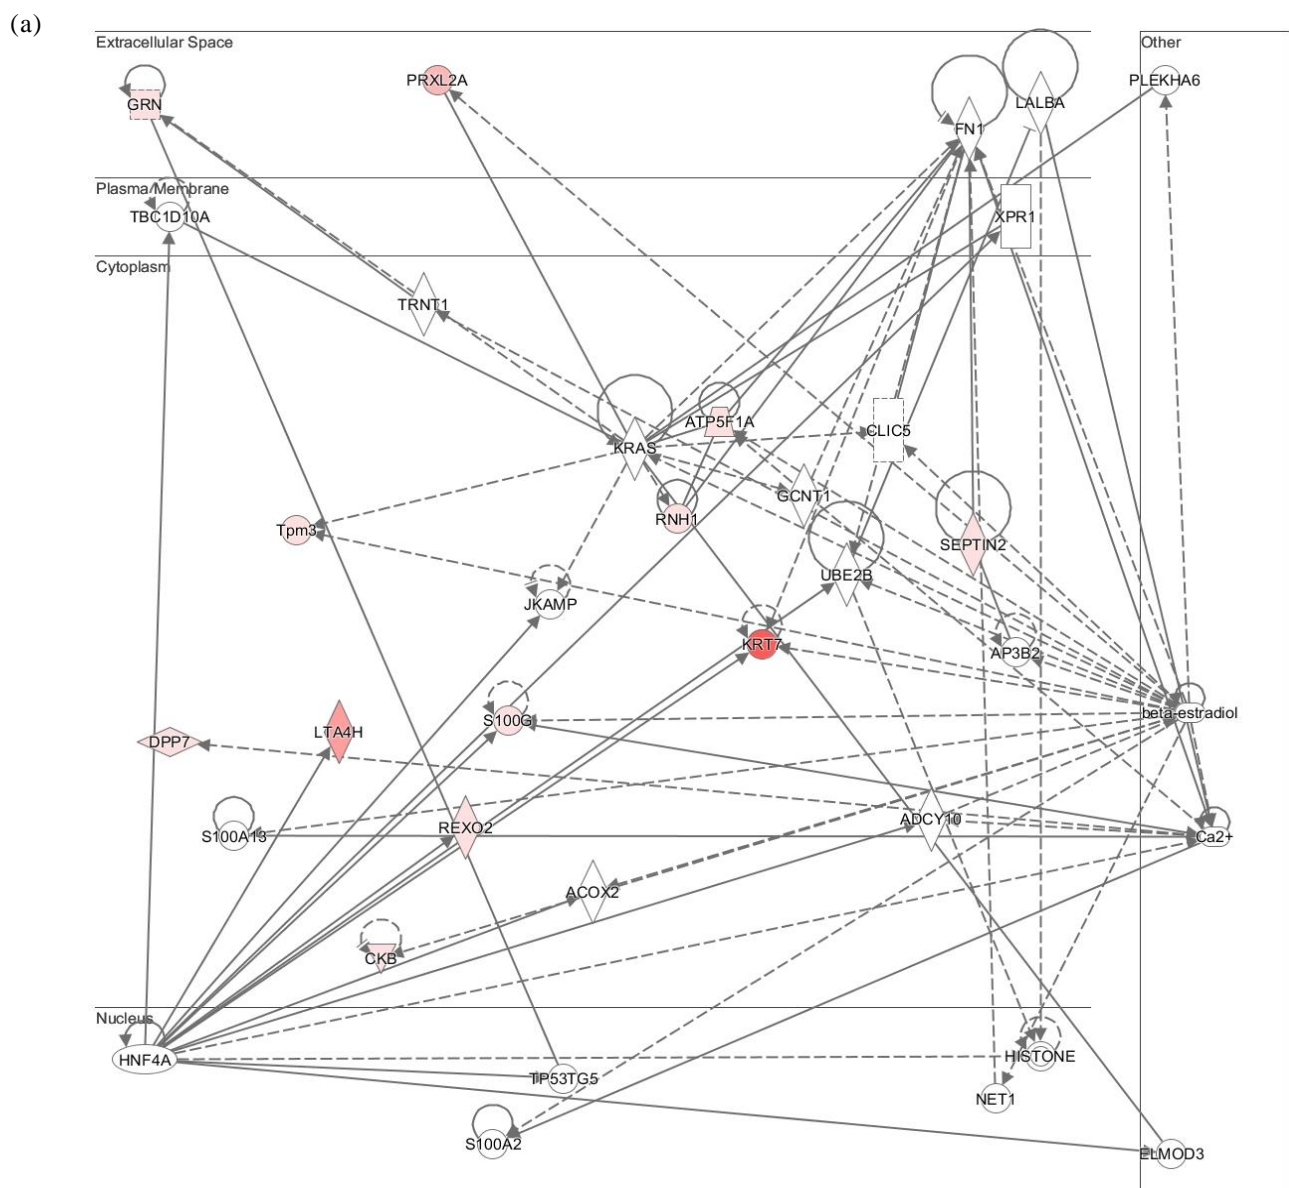 (a)
Extracellular Space
Other
PRXL2A
PLEKHA6
GRN
LALBA
FN1
Plasma Membrane
TBC1D10A
XPR1
Cytoplasm
TRNT1
ATP5F1A
CLIC5
KRAS
GCNT1
RNH1
Tpm3
SEPTIN2
UBE2B
JKAMP
KRT7
AP3B2
beta-estradiol
S100G
LTA4H
DPP7
ADCY10
REXO2
S100A13
Ca2+
ACOX2
CKB
Nucleus
HNF4A
HISTONE
TP53TG5
NET1
S100A2
ELMOD3